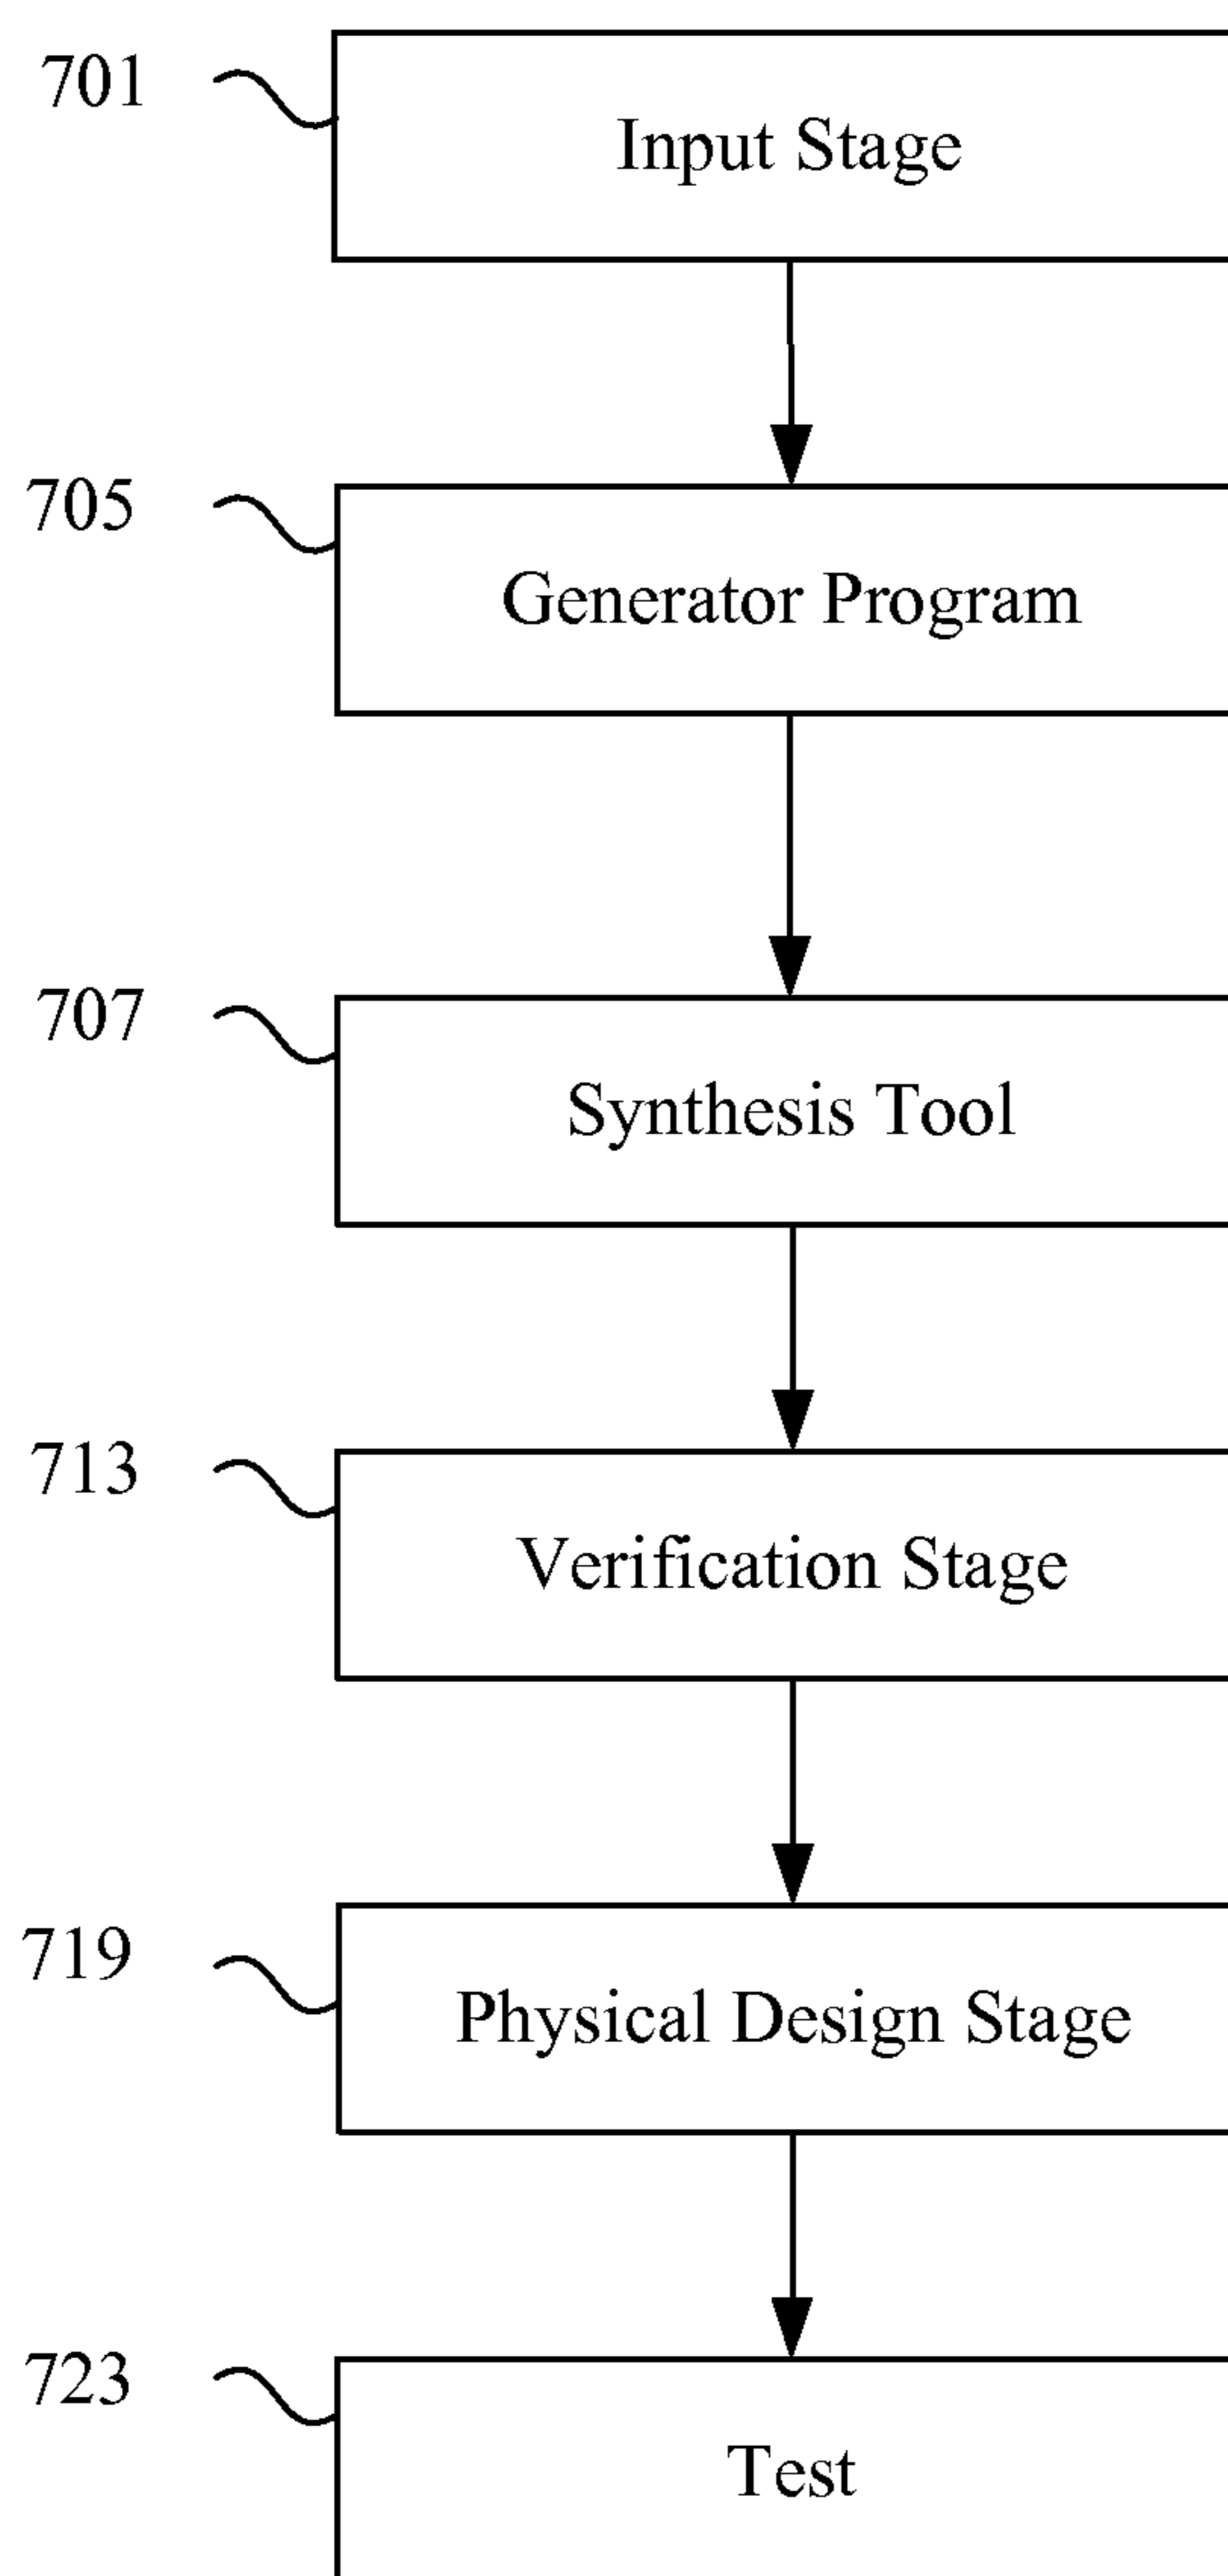 701
Input Stage
705
Generator Program
707
Synthesis Tool
713
Verification Stage
719
Physical Design Stage
723
Test